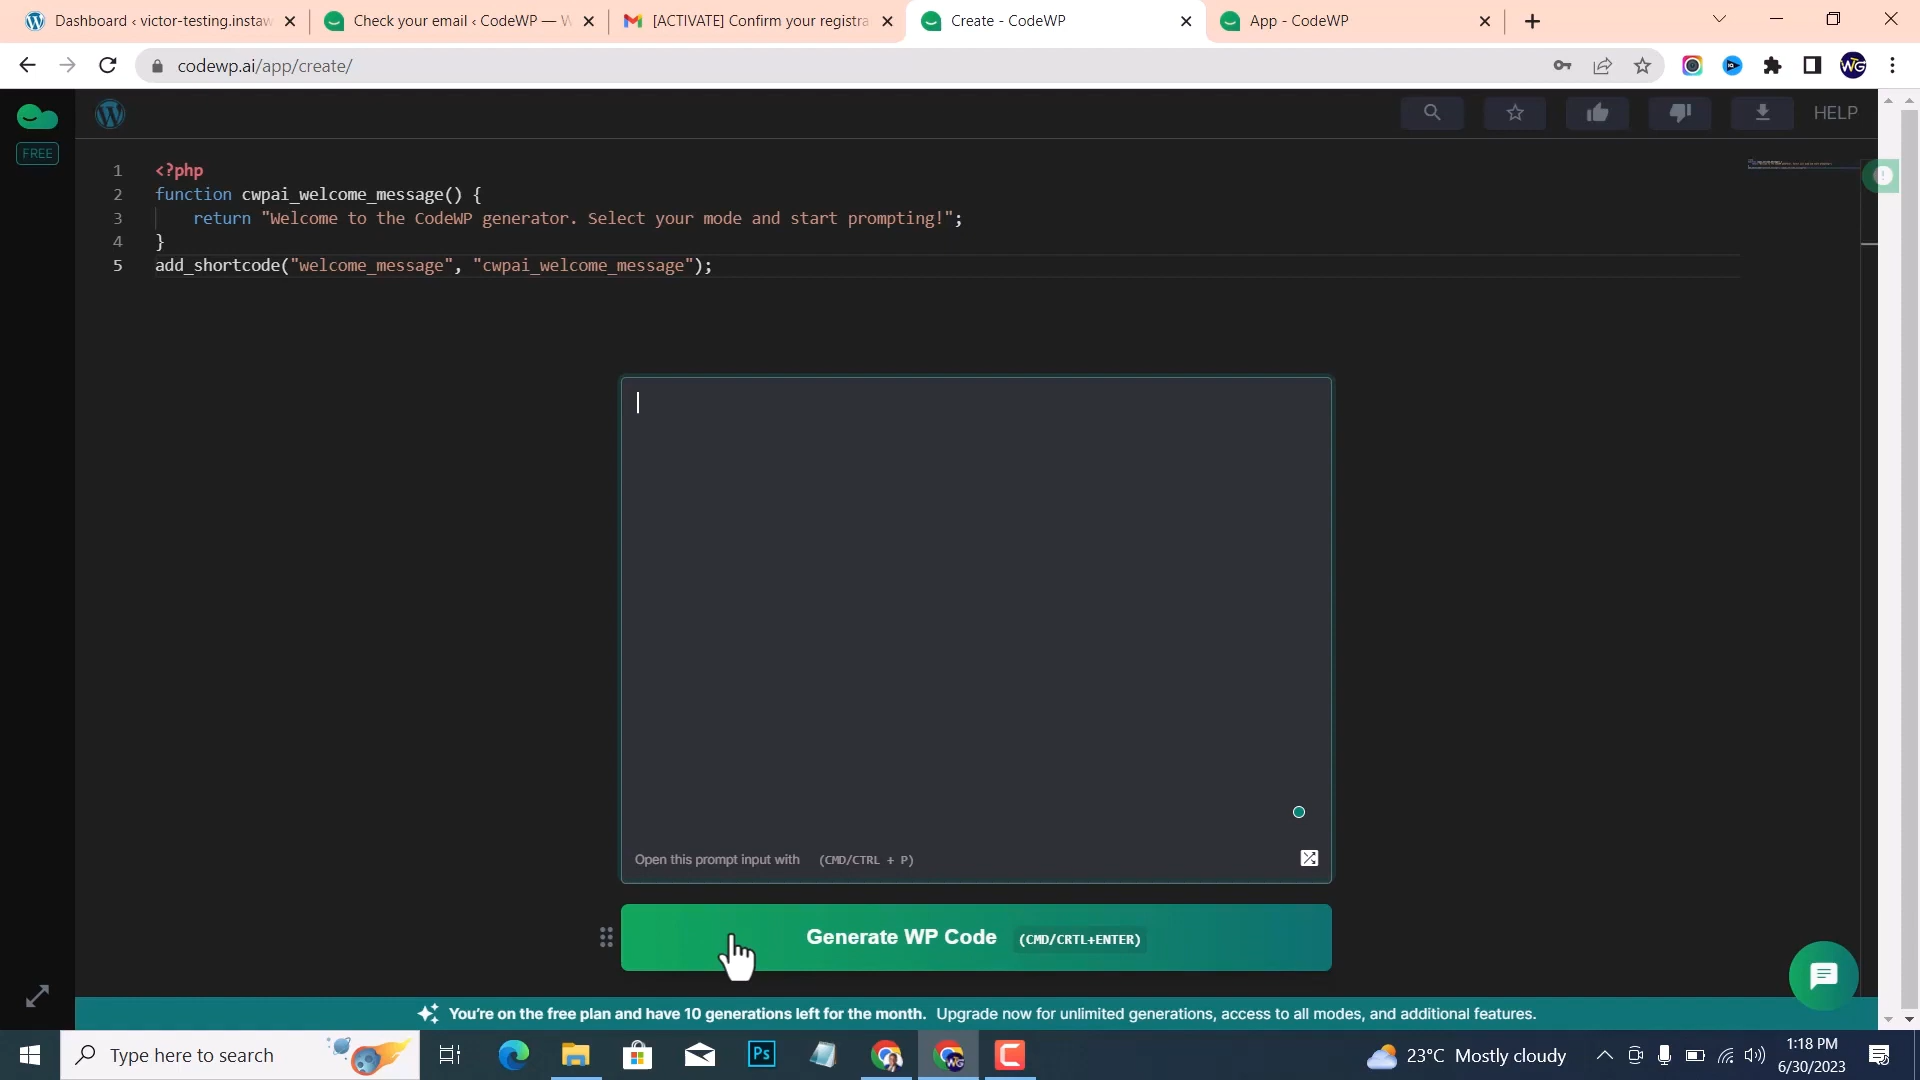 Dashboard ‹ victor-testing.instaw
Check your email ‹ CodeWP — W
[ACTIVATE] Confirm your registra
Create - CodeWP
App - CodeWP
codewp.ai/app/create/
WG
HELP
FREE
1 <?php
2 function cwpai_welcome_message() {
3 return "Welcome to the CodeWP generator. Select your mode and start prompting!";
4 }
5 add_shortcode("welcome_message", "cwpai_welcome_message");
Open this prompt input with (CMD/CTRL + P)
Generate WP Code (CMD/CRTL+ENTER)
You're on the free plan and have 10 generations left for the month. Upgrade now for unlimited generations, access to all modes, and additional features.
Type here to search
Ps
23°C Mostly cloudy
1:18 PM
6/30/2023